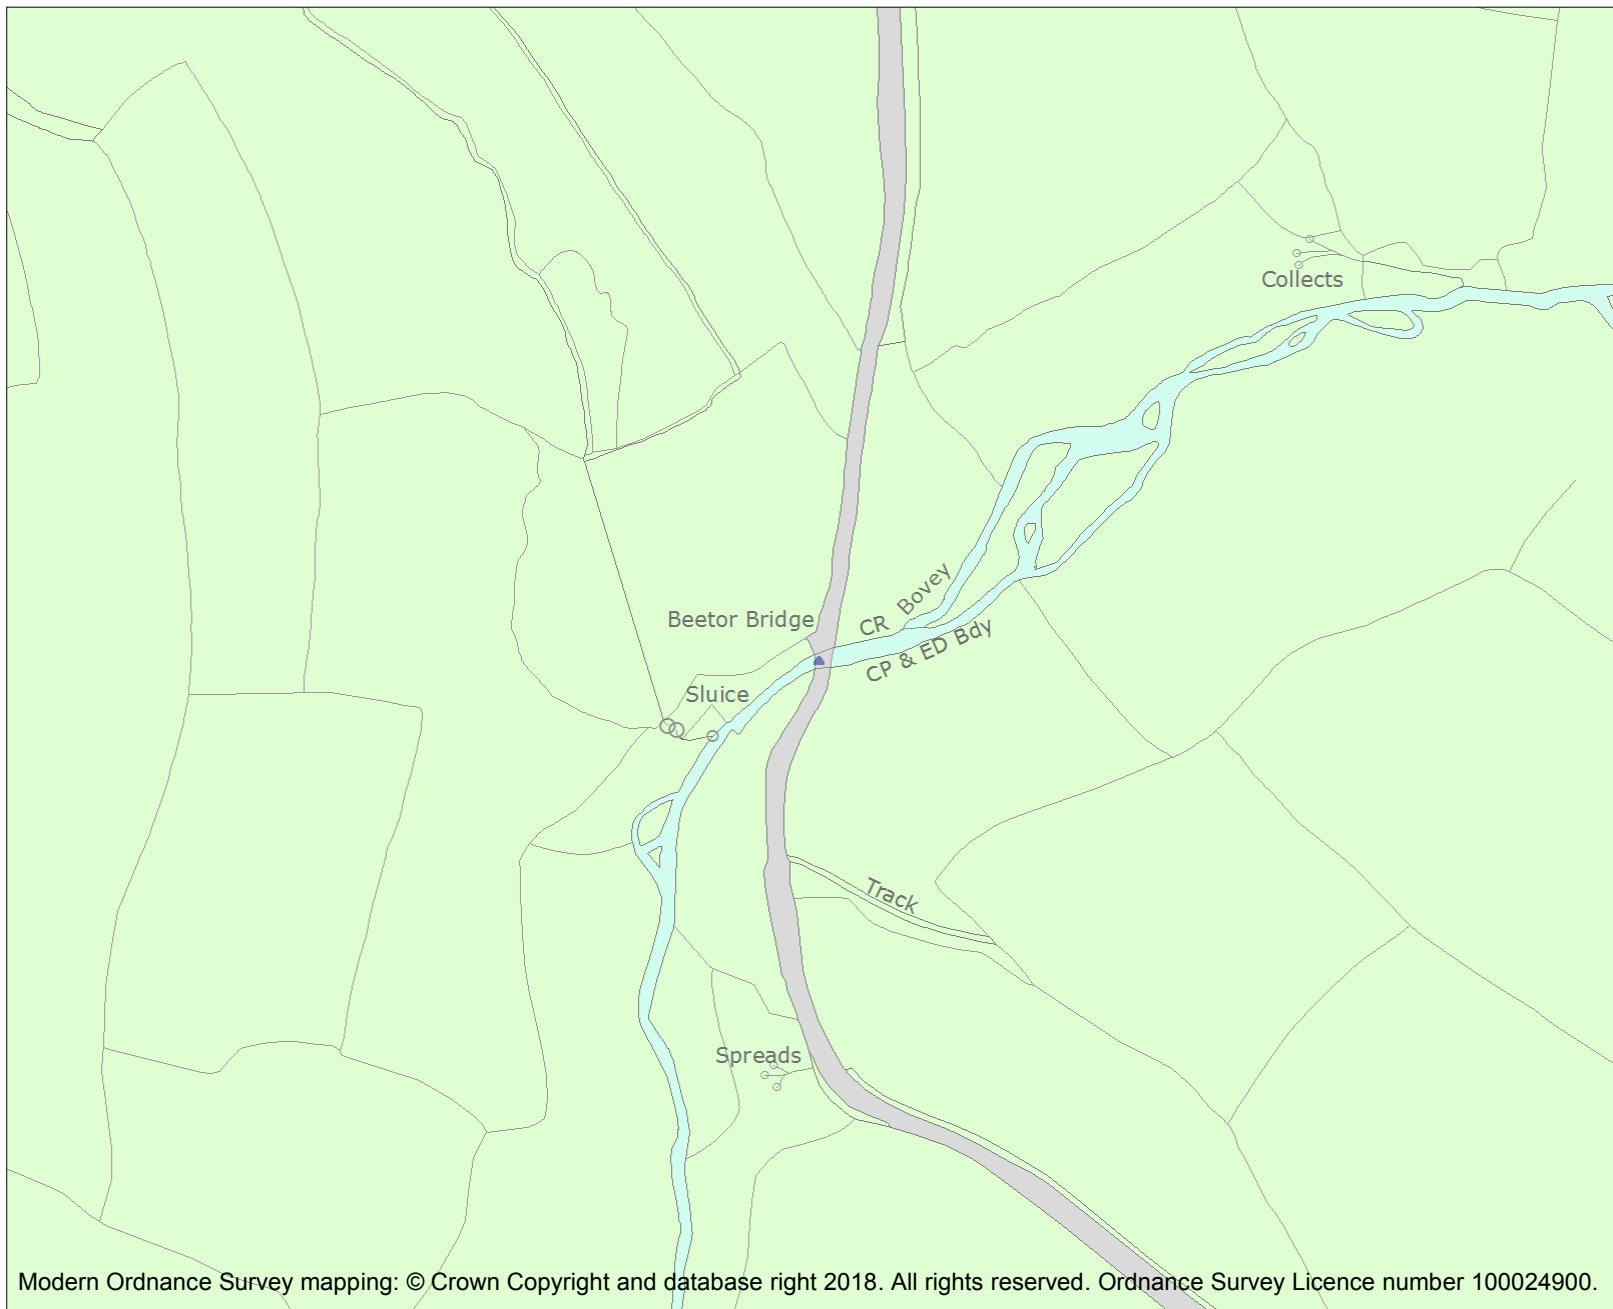 Collects
Bovey
Beetor Bridge
CR
CP & ED Bdy
Sluice
Track
Spreads
Modern Ordnance Survey mapping: © Crown Copyright and database right 2018. All rights reserved. Ordnance Survey Licence number 100024900.